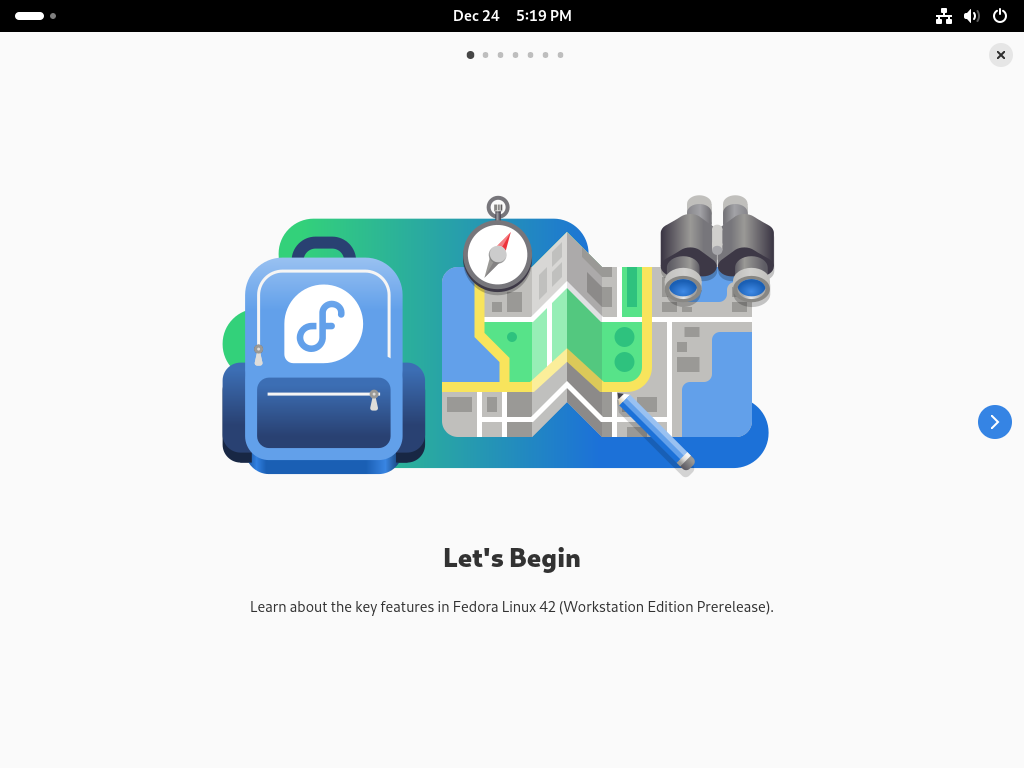 Dec 24 5:19 PM
Let's Begin
Learn about the key features in Fedora Linux 42 (Workstation Edition Prerelease).